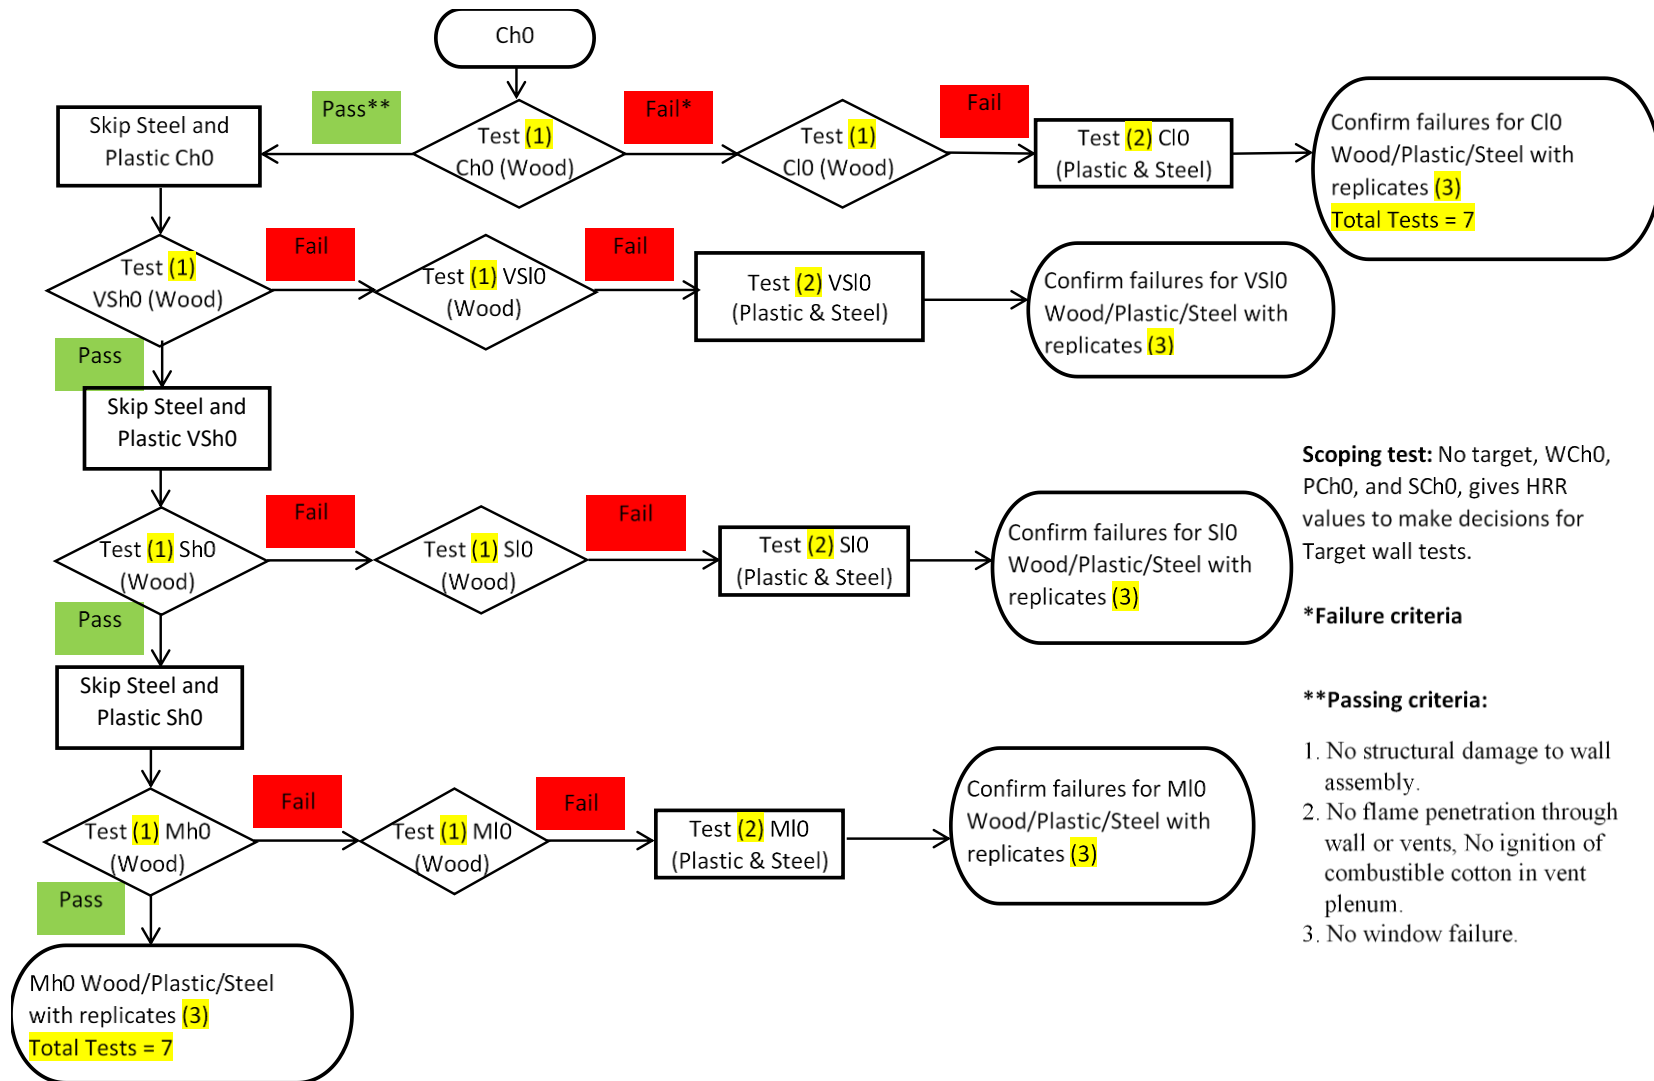 Ch0
Pass**
Fail*
Fail
Skip Steel and
Plastic Ch0
Test (1)
Ch0 (Wood)
Test (1)
Cl0 (Wood)
Test (2) Cl0
(Plastic & Steel)
Confirm failures for Cl0
Wood/Plastic/Steel with
replicates (3)
Total Tests = 7
Test (1)
VSh0 (Wood)
Fail
Test (1) VSl0
(Wood)
Fail
Test (2) VSl0
(Plastic & Steel)
Confirm failures for VSl0
Wood/Plastic/Steel with
replicates (3)
Pass
Skip Steel and
Plastic VSh0
Test (1) Sh0
(Wood)
Fail
Test (1) Sl0
(Wood)
Fail
Test (2) Sl0
(Plastic & Steel)
Confirm failures for Sl0
Wood/Plastic/Steel with
replicates (3)
Pass
Skip Steel and
Plastic Sh0
Test (1) Mh0
(Wood)
Fail
Test (1) Ml0
(Wood)
Fail
Test (2) Ml0
(Plastic & Steel)
Confirm failures for Ml0
Wood/Plastic/Steel with
replicates (3)
Pass
Mh0 Wood/Plastic/Steel
with replicates (3)
Total Tests = 7
Scoping test: No target, WCh0,
PCh0, and SCh0, gives HRR
values to make decisions for
Target wall tests.
*Failure criteria
**Passing criteria:
1. No structural damage to wall
assembly.
2. No flame penetration through
wall or vents, No ignition of
combustible cotton in vent
plenum.
3. No window failure.